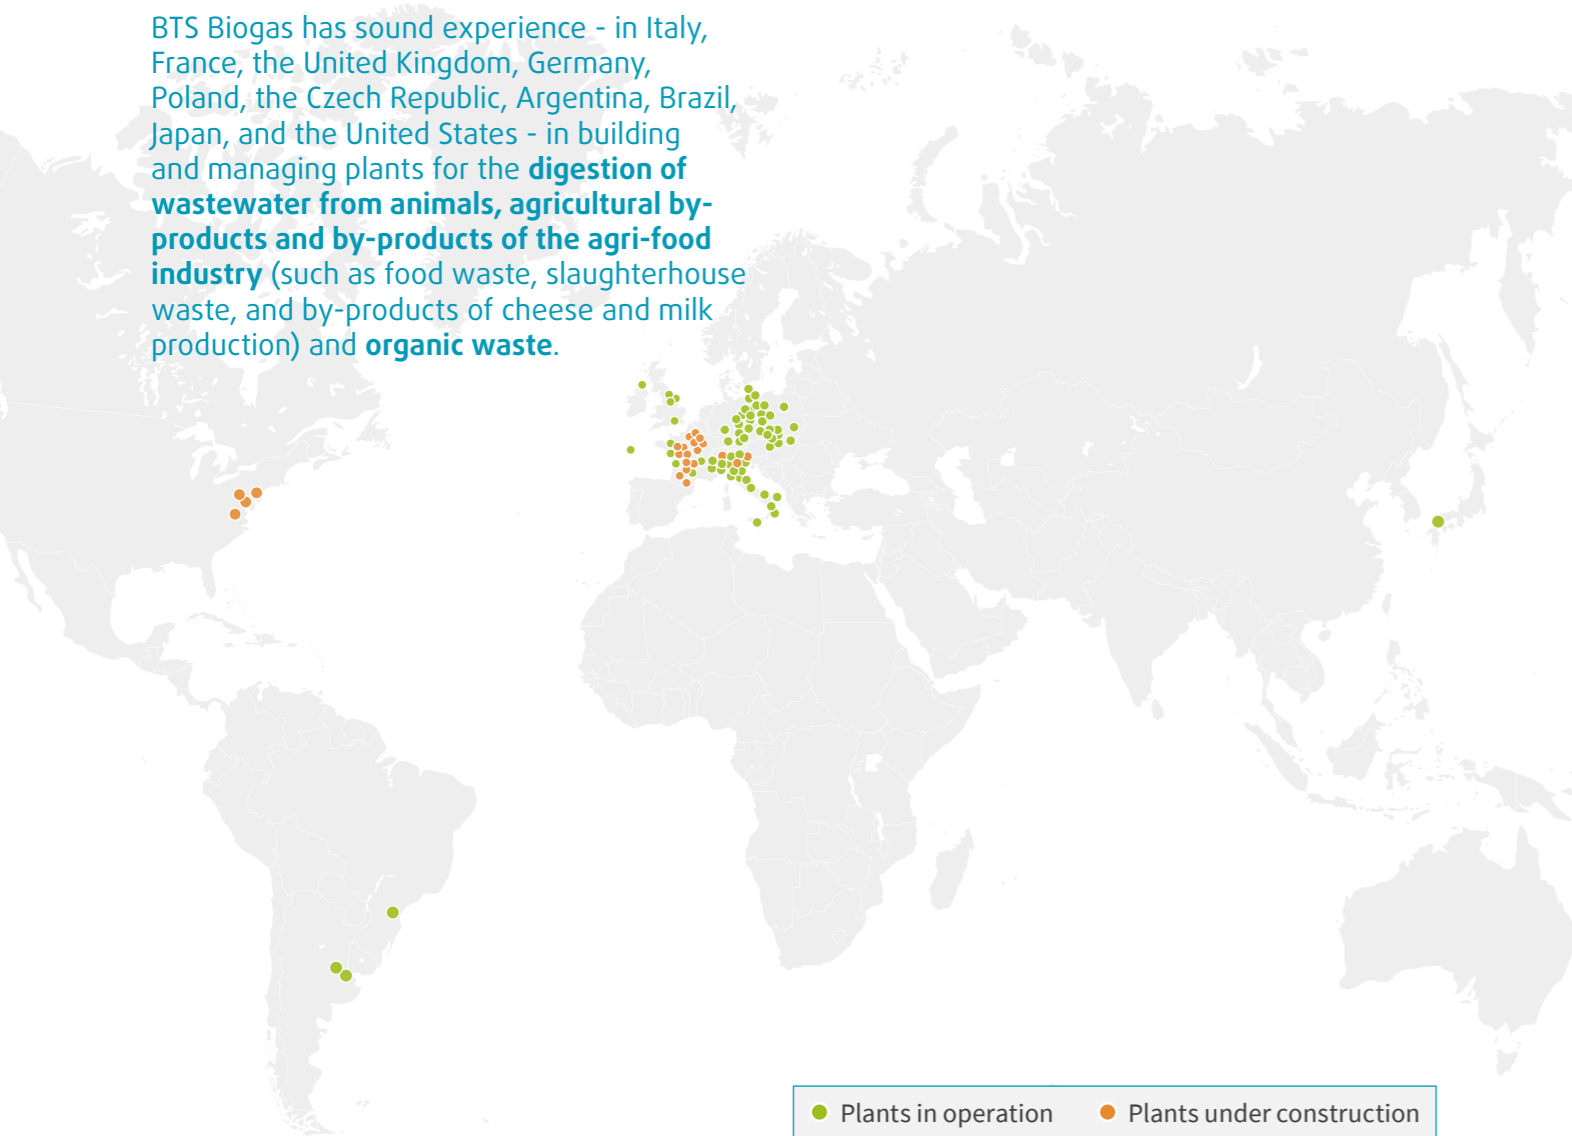 BTS Biogas has sound experience - in Italy,
France, the United Kingdom, Germany,
Poland, the Czech Republic, Argentina, Brazil,
Japan, and the United States - in building
and managing plants for the digestion of
wastewater from animals, agricultural by-
products and by-products of the agri-food
industry (such as food waste, slaughterhouse
waste, and by-products of cheese and milk
production) and organic waste.
Plants in operation
Plants under construction